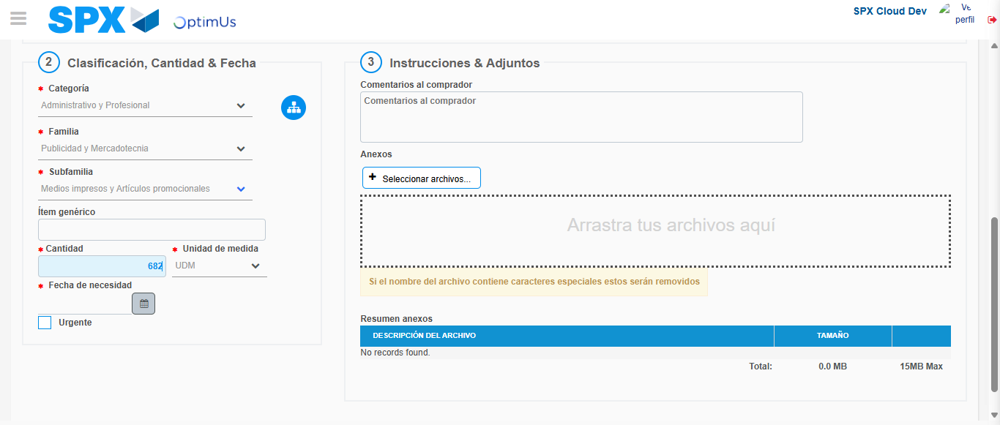 SPX OptimUs
SPX Cloud Dev
Ve
perfil
2 Clasificación, Cantidad & Fecha
* Categoría
Administrativo y Profesional
* Familia
Publicidad y Mercadotecnia
* Subfamilia
Medios impresos y Artículos promocionales
Ítem genérico
* Cantidad * Unidad de medida
682 UDM
* Fecha de necesidad
Urgente
3 Instrucciones & Adjuntos
Comentarios al comprador
Comentarios al comprador
Anexos
+ Seleccionar archivos...
Arrastra tus archivos aquí
Si el nombre del archivo contiene caracteres especiales estos serán removidos
Resumen anexos
DESCRIPCIÓN DEL ARCHIVO TAMAÑO
No records found.
Total: 0.0 MB 15MB Max